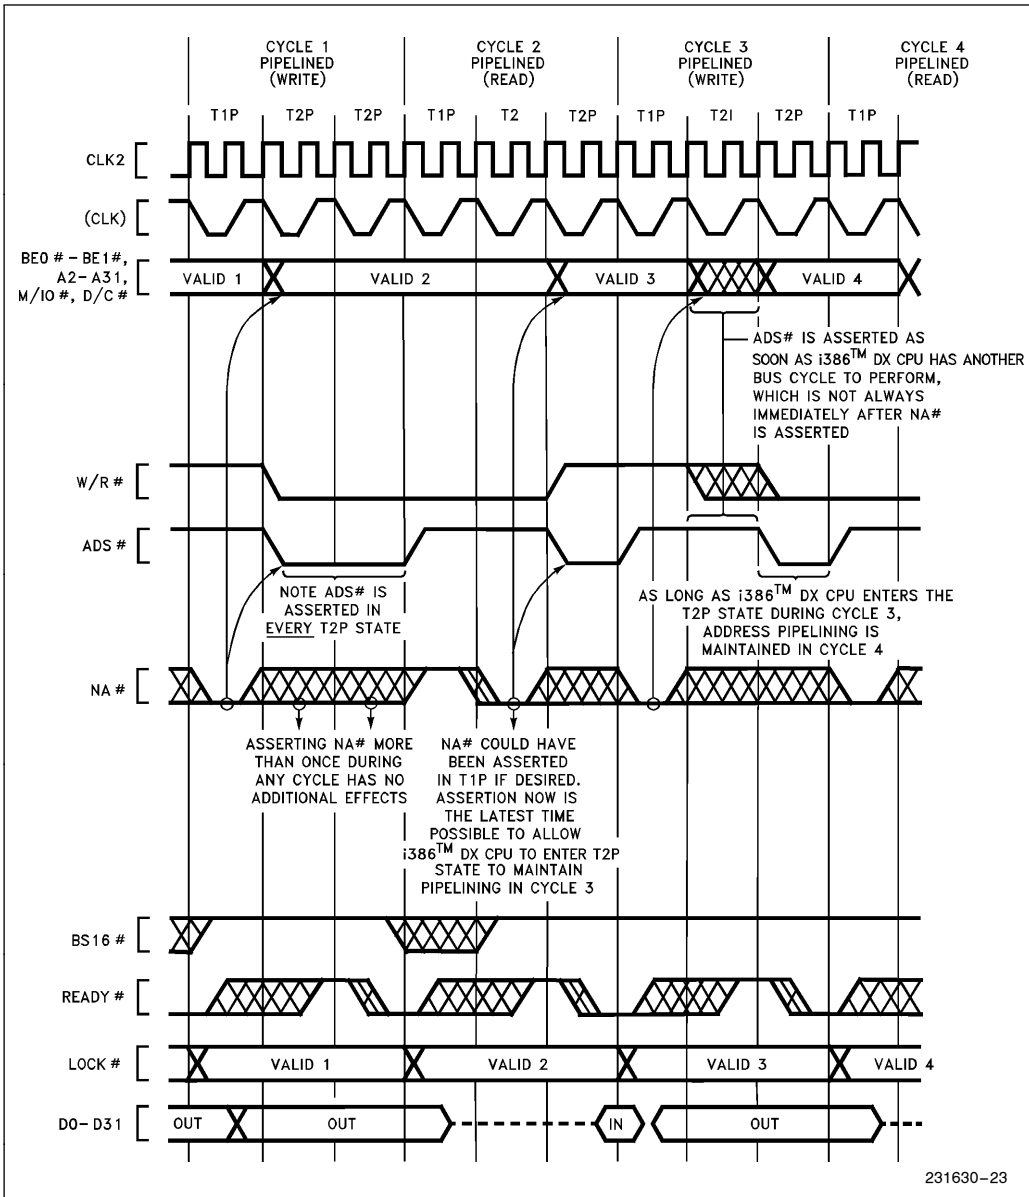 CYCLE 1
PIPELINED
(WRITE)
CYCLE 2
PIPELINED
(READ)
CYCLE 3
PIPELINED
(WRITE)
CYCLE 4
PIPELINED
(READ)
T1P T2P T2P T1P T2 T2P T1P T2I T2P T1P
CLK2
(CLK)
BE0 # - BE1#,
A2 - A31,
M/IO #, D/C #
VALID 1 VALID 2 VALID 3 VALID 4
ADS# IS ASSERTED AS
SOON AS i386™ DX CPU HAS ANOTHER
BUS CYCLE TO PERFORM,
WHICH IS NOT ALWAYS
IMMEDIATELY AFTER NA#
IS ASSERTED
W/R #
ADS #
NOTE ADS# IS
ASSERTED IN
EVERY T2P STATE
AS LONG AS i386™ DX CPU ENTERS THE
T2P STATE DURING CYCLE 3,
ADDRESS PIPELINING IS
MAINTAINED IN CYCLE 4
NA #
ASSERTING NA# MORE
THAN ONCE DURING
ANY CYCLE HAS NO
ADDITIONAL EFFECTS
NA# COULD HAVE
BEEN ASSERTED
IN T1P IF DESIRED.
ASSERTION NOW IS
THE LATEST TIME
POSSIBLE TO ALLOW
i386™ DX CPU TO ENTER T2P
STATE TO MAINTAIN
PIPELINING IN CYCLE 3
BS16 #
READY #
LOCK # VALID 1 VALID 2 VALID 3 VALID 4
D0 - D31 OUT OUT IN OUT
231630-23